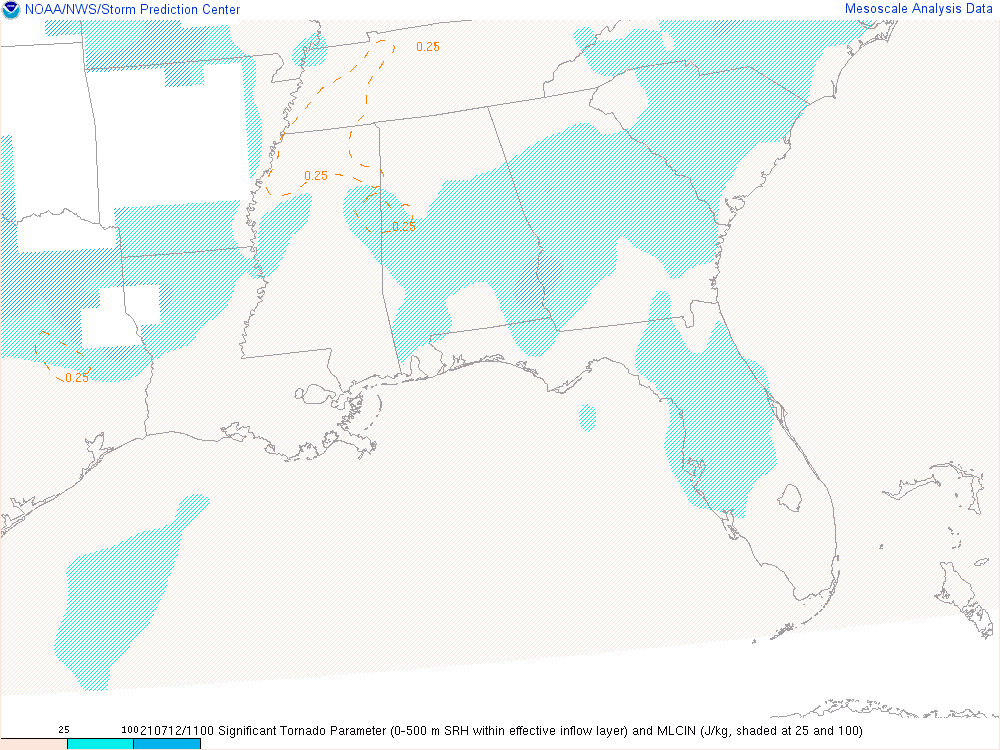 NOAA/NWS/Storm Prediction Center
Mesoscale Analysis Data
0.25
0.25
0.25
0.25
25 100 210712/1100 Significant Tornado Parameter (0-500 m SRH within effective inflow layer) and MLCIN (J/kg, shaded at 25 and 100)